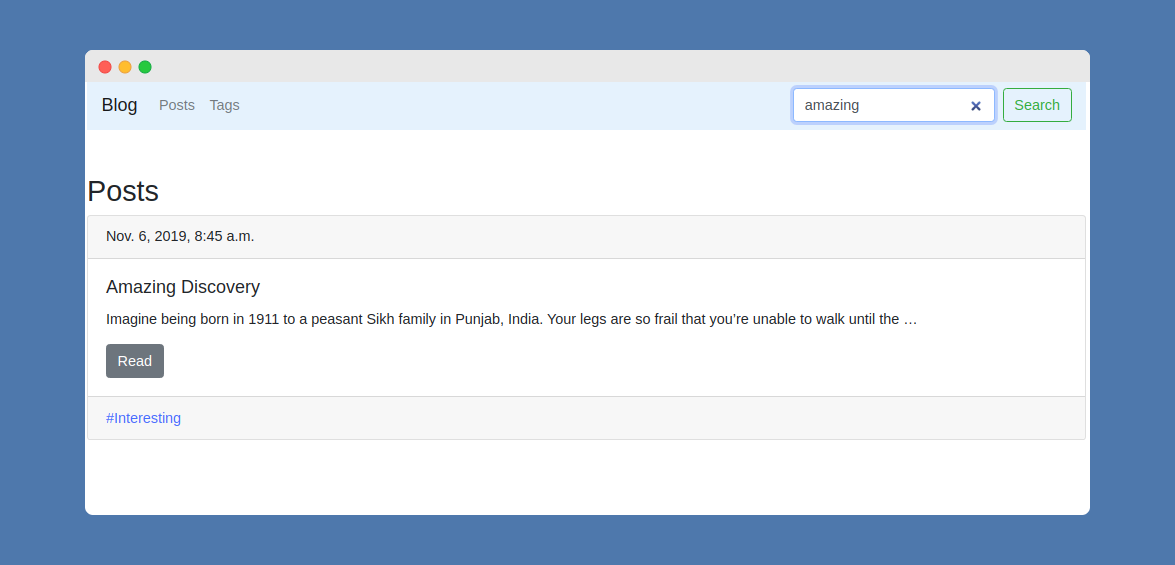 Blog Posts Tags amazing Search
Posts
Nov. 6, 2019, 8:45 a.m.
Amazing Discovery
Imagine being born in 1911 to a peasant Sikh family in Punjab, India. Your legs are so frail that you’re unable to walk until the …
Read
#Interesting